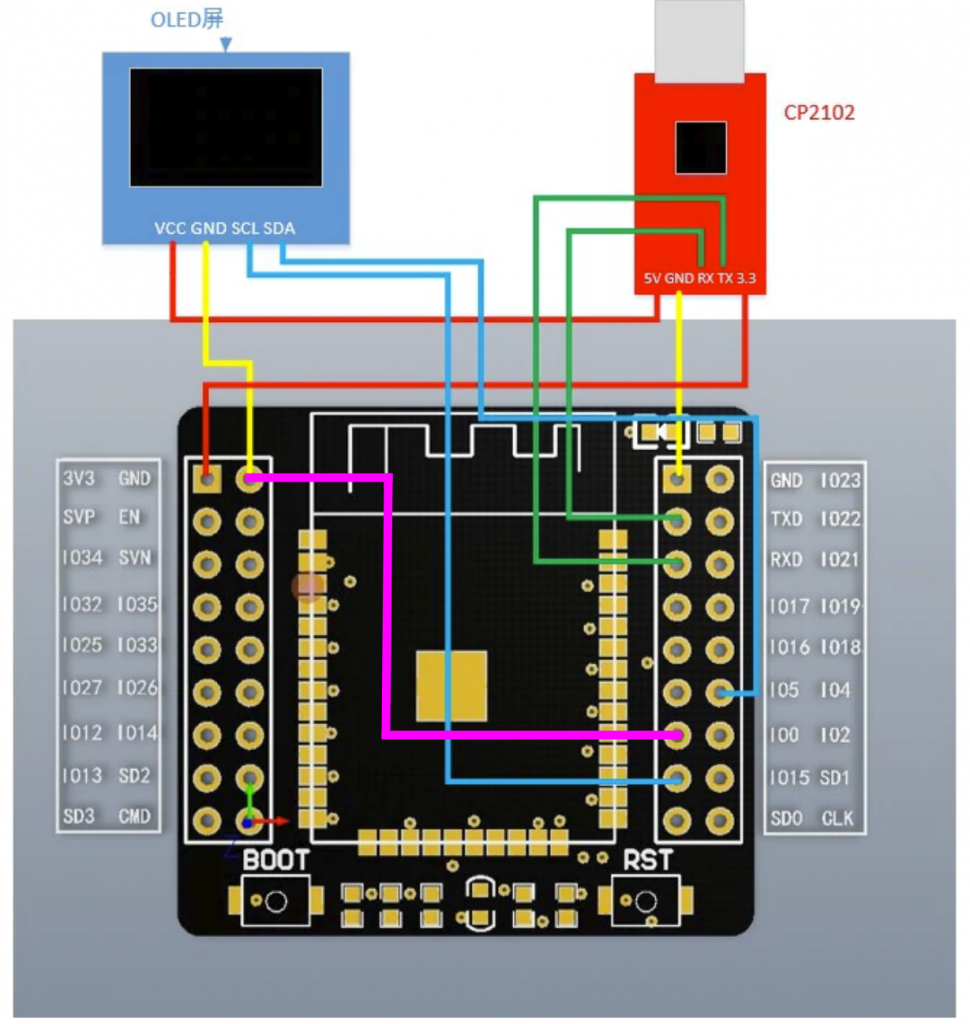 OLED屏
CP2102
VCC GND SCL SDA
5V GND RX TX 3.3
3V3 GND
SVP EN
IO34 SVN
IO32 IO35
IO25 IO33
IO27 IO26
IO12 IO14
IO13 SD2
SD3 CMD
GND IO23
TXD IO22
RXD IO21
IO17 IO19
IO16 IO18
IO5 IO4
IO0 IO2
IO15 SD1
SD0 CLK
Z
BOOT
RST